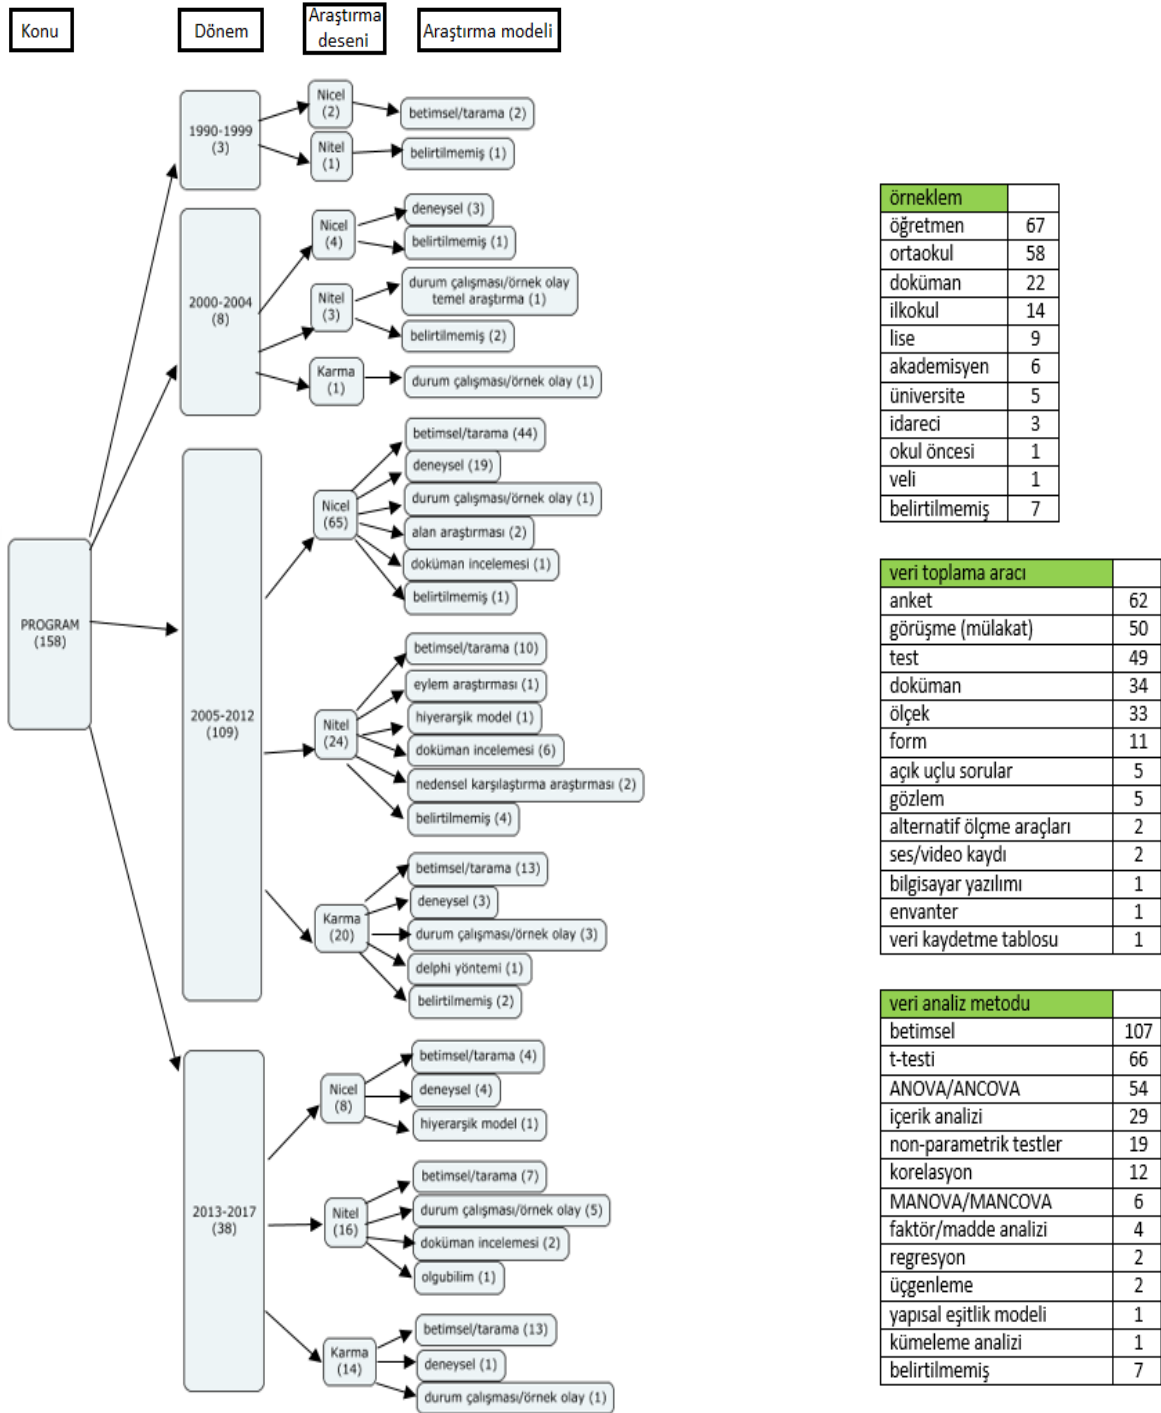 Konu
Dönem
Araştırma
deseni
Araştırma modeli
1990-1999
(3)
Nicel
(2)
betimsel/tarama (2)
Nitel
(1)
belirtilmemiş (1)
2000-2004
(8)
Nicel
(4)
deneysel (3)
belirtilmemiş (1)
Nitel
(3)
durum çalışması/örnek olay
temel araştırma (1)
belirtilmemiş (2)
Karma
(1)
durum çalışması/örnek olay (1)
PROGRAM
(158)
2005-2012
(109)
Nicel
(65)
betimsel/tarama (44)
deneysel (19)
durum çalışması/örnek olay (1)
alan araştırması (2)
doküman incelemesi (1)
belirtilmemiş (1)
Nitel
(24)
betimsel/tarama (10)
eylem araştırması (1)
hiyerarşik model (1)
doküman incelemesi (6)
nedensel karşılaştırma araştırması (2)
belirtilmemiş (4)
Karma
(20)
betimsel/tarama (13)
deneysel (3)
durum çalışması/örnek olay (3)
delphi yöntemi (1)
belirtilmemiş (2)
2013-2017
(38)
Nicel
(8)
betimsel/tarama (4)
deneysel (4)
hiyerarşik model (1)
Nitel
(16)
betimsel/tarama (7)
durum çalışması/örnek olay (5)
doküman incelemesi (2)
olgubilim (1)
Karma
(14)
betimsel/tarama (13)
deneysel (1)
durum çalışması/örnek olay (1)
örneklem
öğretmen 67
ortaokul 58
doküman 22
ilkokul 14
lise 9
akademisyen 6
üniversite 5
idareci 3
okul öncesi 1
veli 1
belirtilmemiş 7
veri toplama aracı
anket 62
görüşme (mülakat) 50
test 49
doküman 34
ölçek 33
form 11
açık uçlu sorular 5
gözlem 5
alternatif ölçme araçları 2
ses/video kaydı 2
bilgisayar yazılımı 1
envanter 1
veri kaydetme tablosu 1
veri analiz metodu
betimsel 107
t-testi 66
ANOVA/ANCOVA 54
içerik analizi 29
non-parametrik testler 19
korelasyon 12
MANOVA/MANCOVA 6
faktör/madde analizi 4
regresyon 2
üçgenleme 2
yapısal eşitlik modeli 1
kümeleme analizi 1
belirtilmemiş 7